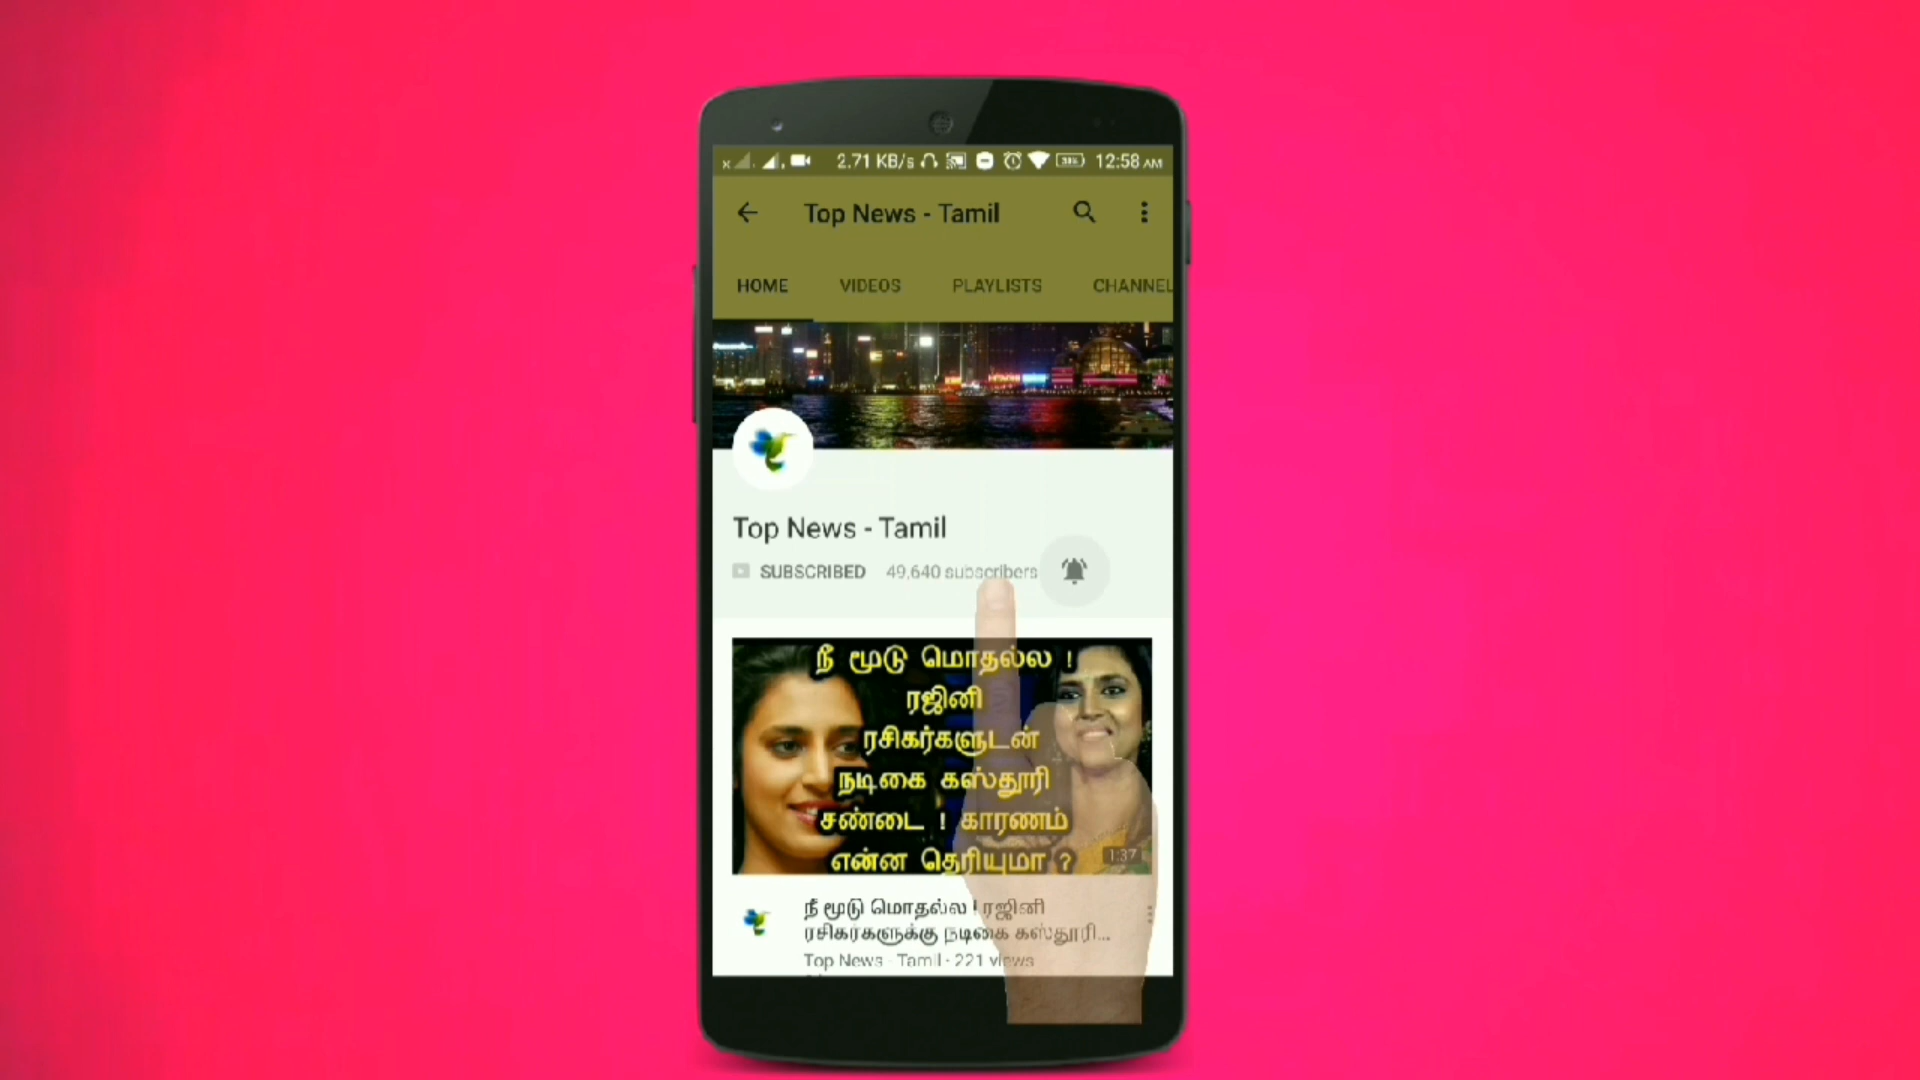 2.71 KB/s 12:58 AM
Top News - Tamil
HOME VIDEOS PLAYLISTS CHANNEL
Top News - Tamil
SUBSCRIBED 49,640 subscribers
நீ மூடு மொதல்ல !
ரஜினி
ரசிகர்களுடன்
நடிகை கஸ்தூரி
சண்டை ! காரணம்
என்ன தெரியுமா ?
1:37
நீ மூடு மொதல்ல ! ரஜினி
ரசிகர்களுக்கு நடிகை கஸ்தூரி...
Top News - Tamil · 221 views